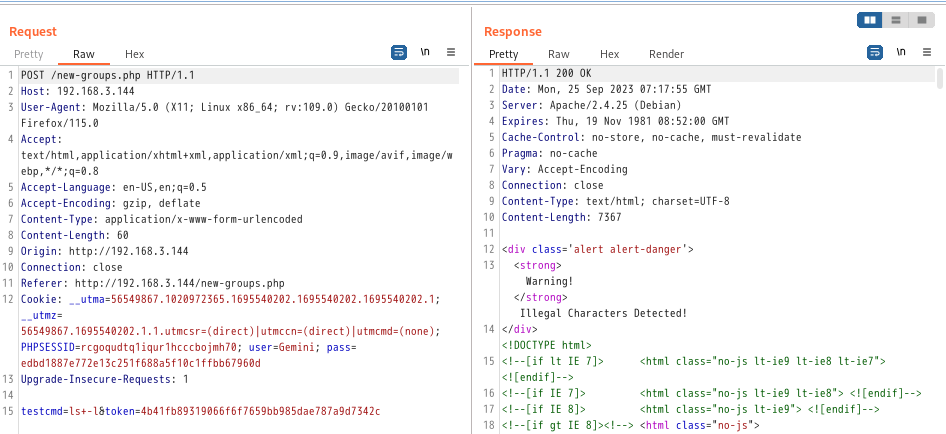 Request
Pretty Raw Hex
\n
1 POST /new-groups.php HTTP/1.1
2 Host: 192.168.3.144
3 User-Agent: Mozilla/5.0 (X11; Linux x86_64; rv:109.0) Gecko/20100101
Firefox/115.0
4 Accept:
text/html,application/xhtml+xml,application/xml;q=0.9,image/avif,image/w
ebp,*/*;q=0.8
5 Accept-Language: en-US,en;q=0.5
6 Accept-Encoding: gzip, deflate
7 Content-Type: application/x-www-form-urlencoded
8 Content-Length: 60
9 Origin: http://192.168.3.144
10 Connection: close
11 Referer: http://192.168.3.144/new-groups.php
12 Cookie: __utma=56549867.1020972365.1695540202.1695540202.1695540202.1;
__utmz=
56549867.1695540202.1.1.utmcsr=(direct)|utmccn=(direct)|utmcmd=(none);
PHPSESSID=rcgoqudtq1iqur1hcccbojmh70; user=Gemini; pass=
edbd1887e772e13c251f688a5f10c1ffbb67960d
13 Upgrade-Insecure-Requests: 1
14
15 testcmd=ls+-l&token=4b41fb89319066f6f7659bb985dae787a9d7342c
Response
Pretty Raw Hex Render
\n
1 HTTP/1.1 200 OK
2 Date: Mon, 25 Sep 2023 07:17:55 GMT
3 Server: Apache/2.4.25 (Debian)
4 Expires: Thu, 19 Nov 1981 08:52:00 GMT
5 Cache-Control: no-store, no-cache, must-revalidate
6 Pragma: no-cache
7 Vary: Accept-Encoding
8 Connection: close
9 Content-Type: text/html; charset=UTF-8
10 Content-Length: 7367
11
12 <div class='alert alert-danger'>
13 <strong>
Warning!
</strong>
Illegal Characters Detected!
14 </div>
<!DOCTYPE html>
15 <!--[if lt IE 7]> <html class="no-js lt-ie9 lt-ie8 lt-ie7">
<![endif]-->
16 <!--[if IE 7]> <html class="no-js lt-ie9 lt-ie8"> <![endif]-->
17 <!--[if IE 8]> <html class="no-js lt-ie9"> <![endif]-->
18 <!--[if gt IE 8]><!--> <html class="no-js">